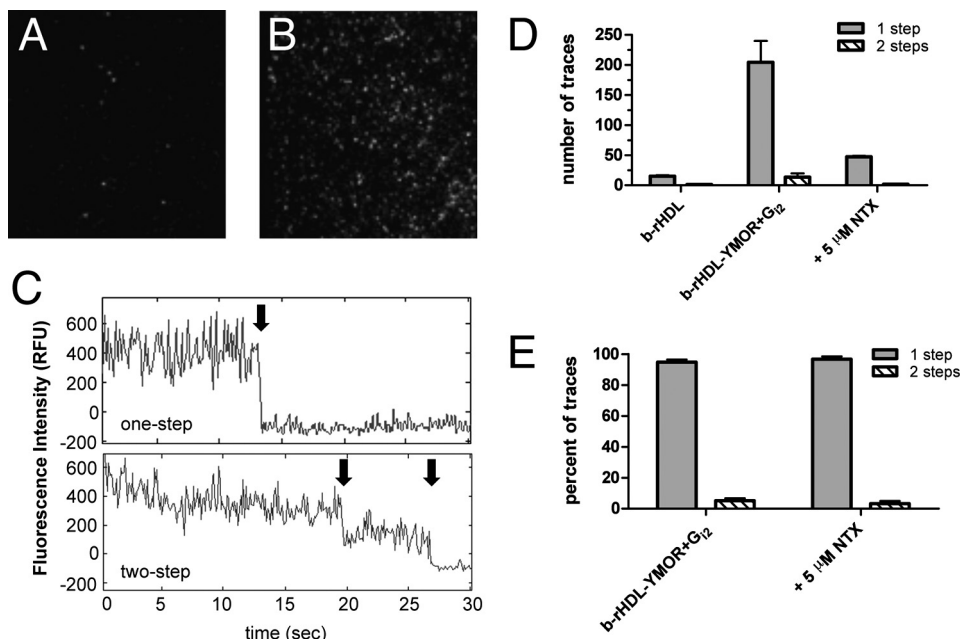 A
B
C
Fluorescence Intensity (RFU)
600
400
200
0
-200
one-step
600
400
200
0
-200
two-step
0 5 10 15 20 25 30
time (sec)
D
number of traces
250
200
150
100
50
0
1 step
2 steps
b-rHDL
b-rHDL-YMOR+Gi2
+ 5 μM NTX
E
percent of traces
100
80
60
40
20
0
1 step
2 steps
b-rHDL-YMOR+Gi2
+ 5 μM NTX